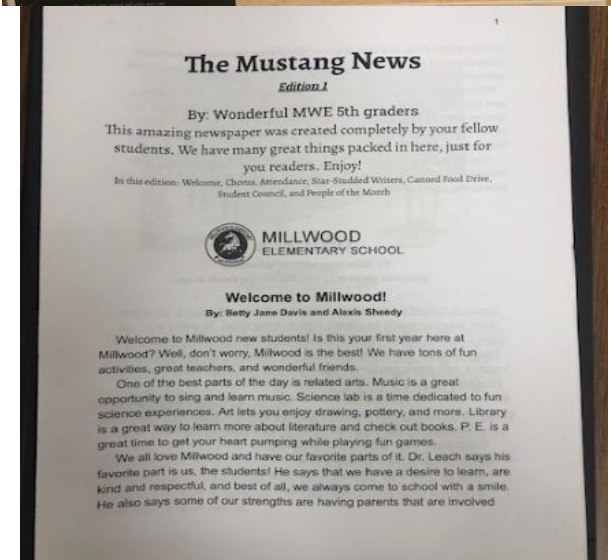 1
The Mustang News
Edition 1
By: Wonderful MWE 5th graders
This amazing newspaper was created completely by your fellow
students. We have many great things packed in here, just for
you readers. Enjoy!
In this edition: Welcome, Chorus, Attendance, Star-Studded Writers, Canned Food Drive,
Student Council, and People of the Month
MILLWOOD
ELEMENTARY SCHOOL
Welcome to Millwood!
By: Betty Jane Davis and Alexis Sheedy
Welcome to Millwood new students! Is this your first year here at
Millwood? Well, don't worry, Millwood is the best! We have tons of fun
activities, great teachers, and wonderful friends.
One of the best parts of the day is related arts. Music is a great
opportunity to sing and learn music. Science lab is a time dedicated to fun
science experiences. Art lets you enjoy drawing, pottery, and more. Library
is a great way to learn more about literature and check out books. P. E. is a
great time to get your heart pumping while playing fun games.
We all love Millwood and have our favorite parts of it. Dr. Leach says his
favorite part is us, the students! He says that we have a desire to learn, are
kind and respectful, and best of all, we always come to school with a smile.
He also says some of our strengths are having parents that are involved